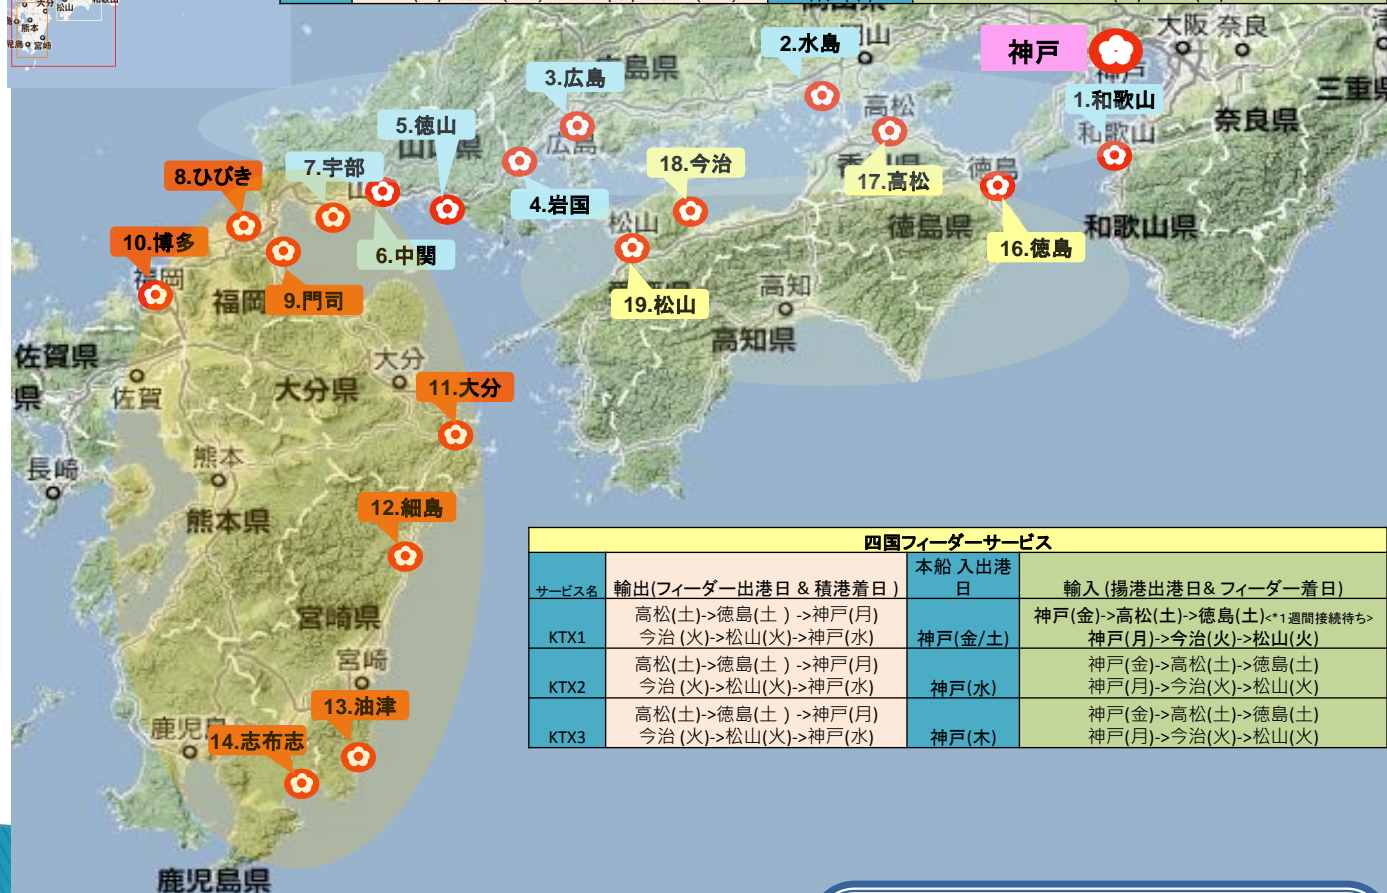 大分
松山
熊本
宮崎
大阪
奈良
神戸
2.水島
3.広島
1.和歌山
高松
三重県
奈良県
和歌山
5.徳山
広島
18.今治
徳島
7.宇部
8.ひびき
17.高松
4.岩国
松山
徳島県
和歌山県
10.博多
6.中関
16.徳島
福岡
高知
福岡
9.門司
19.松山
高知県
佐賀県
大分
佐賀
大分県
11.大分
熊本
長崎
12.細島
熊本県
宮崎県
宮崎
13.油津
14.志布志
鹿児島県
四国フィーダーサービス
サービス名 輸出(フィーダー出港日 & 積港着日 ) 本船 入出港日 輸入 (揚港出港日& フィーダー着日)
高松(土)->徳島(土 ) ->神戸(月) 神戸(金)->高松(土)->徳島(土)<*1週間接続待ち>
KTX1 今治 (火)->松山(火)->神戸(水) 神戸(金/土) 神戸(月)->今治(火)->松山(火)
高松(土)->徳島(土 ) ->神戸(月) 神戸(金)->高松(土)->徳島(土)
KTX2 今治 (火)->松山(火)->神戸(水) 神戸(水) 神戸(月)->今治(火)->松山(火)
高松(土)->徳島(土 ) ->神戸(月) 神戸(金)->高松(土)->徳島(土)
KTX3 今治 (火)->松山(火)->神戸(水) 神戸(木) 神戸(月)->今治(火)->松山(火)